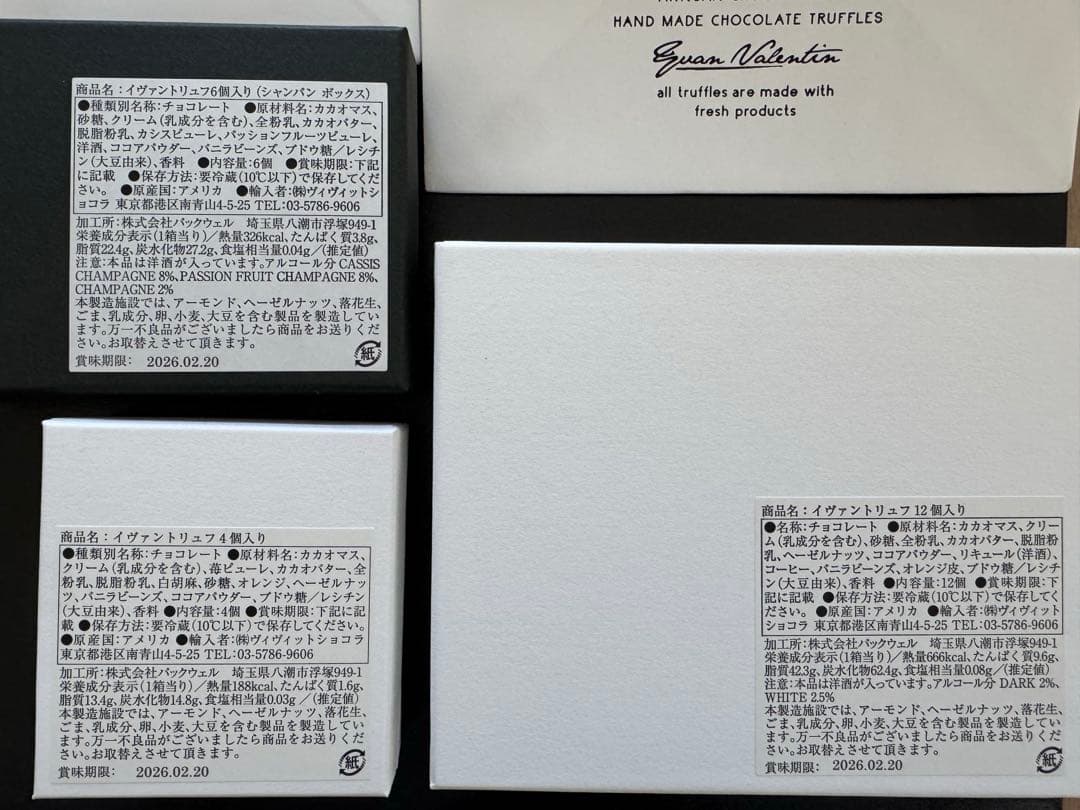 HAND MADE CHOCOLATE TRUFFLES
Evan Valentin
all truffles are made with
fresh products
商品名：イヴァントリュフ6個入り（シャンパン ボックス）
●種類別名称：チョコレート ●原材料名：カカオマス、
砂糖、クリーム（乳成分を含む）、全粉乳、カカオバター、
脱脂粉乳、カシスピューレ、パッションフルーツピューレ、
洋酒、ココアパウダー、バニラビーンズ、ブドウ糖／レシチ
ン（大豆由来）、香料 ●内容量：6個 ●賞味期限：下記
に記載 ●保存方法：要冷蔵（10℃以下）で保存してくだ
さい。 ●原産国：アメリカ ●輸入者：㈱ヴィヴィットシ
ョコラ 東京都港区南青山4-5-25 TEL：03-5786-9606
加工所：株式会社パックウェル 埼玉県八潮市浮塚949-1
栄養成分表示（1箱当り）／熱量326kcal、たんぱく質3.8g、
脂質22.4g、炭水化物27.2g、食塩相当量0.04g／（推定値）
注意：本品は洋酒が入っています。アルコール分 CASSIS
CHAMPAGNE 8%、PASSION FRUIT CHAMPAGNE 8%、
CHAMPAGNE 2%
本製造施設では、アーモンド、ヘーゼルナッツ、落花生、
ごま、乳成分、卵、小麦、大豆を含む製品を製造してい
ます。万一不良品がございましたら商品をお送りくだ
さい。お取替えさせて頂きます。
賞味期限： 2026.02.20
紙
商品名：イヴァントリュフ 4個入り
●種類別名称：チョコレート ●原材料名：カカオマス、
クリーム（乳成分を含む）、苺ピューレ、カカオバター、全
粉乳、脱脂粉乳、白胡麻、砂糖、オレンジ、ヘーゼルナッ
ツ、バニラビーンズ、ココアパウダー、ブドウ糖／レシチン
（大豆由来）、香料 ●内容量：4個 ●賞味期限：下記に記
載 ●保存方法：要冷蔵（10℃以下）で保存してください。
●原産国：アメリカ ●輸入者：㈱ヴィヴィットショコラ
東京都港区南青山4-5-25 TEL：03-5786-9606
加工所：株式会社パックウェル 埼玉県八潮市浮塚949-1
栄養成分表示（1箱当り）／熱量188kcal、たんぱく質1.6g、
脂質13.4g、炭水化物14.8g、食塩相当量0.03g／（推定値）
本製造施設では、アーモンド、ヘーゼルナッツ、落花生、
ごま、乳成分、卵、小麦、大豆を含む製品を製造してい
ます。万一不良品がございましたら商品をお送りくだ
さい。お取替えさせて頂きます。
賞味期限： 2026.02.20
紙
商品名：イヴァントリュフ 12個入り
●名称：チョコレート ●原材料名：カカオマス、クリー
ム（乳成分を含む）、砂糖、全粉乳、カカオバター、脱脂粉
乳、ヘーゼルナッツ、ココアパウダー、リキュール（洋酒）、
コーヒー、バニラビーンズ、オレンジ皮、ブドウ糖／レシチン
（大豆由来）、香料 ●内容量：12個 ●賞味期限：下
記に記載 ●保存方法：要冷蔵（10℃以下）で保存してく
ださい。 ●原産国：アメリカ ●輸入者：㈱ヴィヴィット
ショコラ 東京都港区南青山4-5-25 TEL：03-5786-9606
加工所：株式会社パックウェル 埼玉県八潮市浮塚949-1
栄養成分表示（1箱当り）／熱量666kcal、たんぱく質9.6g、
脂質42.3g、炭水化物62.4g、食塩相当量0.08g／（推定値）
注意：本品は洋酒が入っています。アルコール分 DARK 2%、
WHITE 2.5%
本製造施設では、アーモンド、ヘーゼルナッツ、落花生、
ごま、乳成分、卵、小麦、大豆を含む製品を製造してい
ます。万一不良品がございましたら商品をお送りくだ
さい。お取替えさせて頂きます。
賞味期限： 2026.02.20
紙